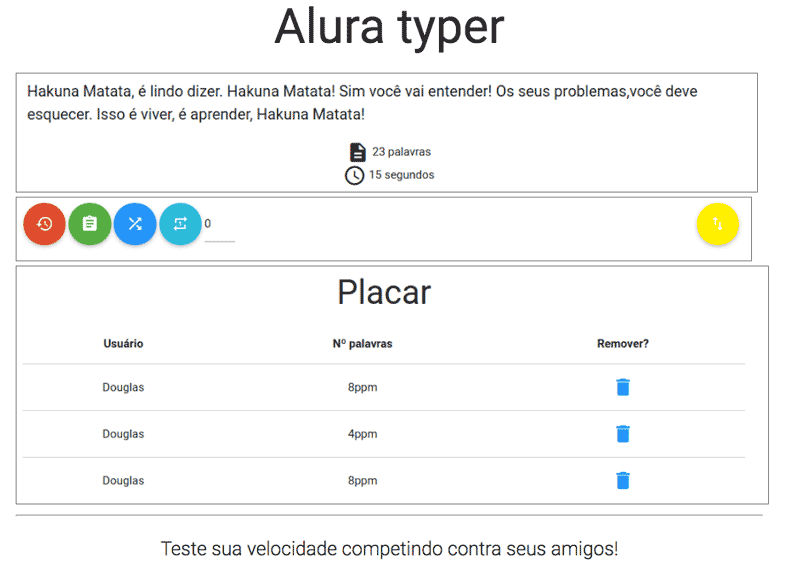 Alura typer
Hakuna Matata, é lindo dizer. Hakuna Matata! Sim você vai entender! Os seus problemas,você deve
esquecer. Isso é viver, é aprender, Hakuna Matata!
23 palavras
15 segundos
0
Placar
Usuário Nº palavras Remover?
Douglas 8ppm
Douglas 4ppm
Douglas 8ppm
Teste sua velocidade competindo contra seus amigos!